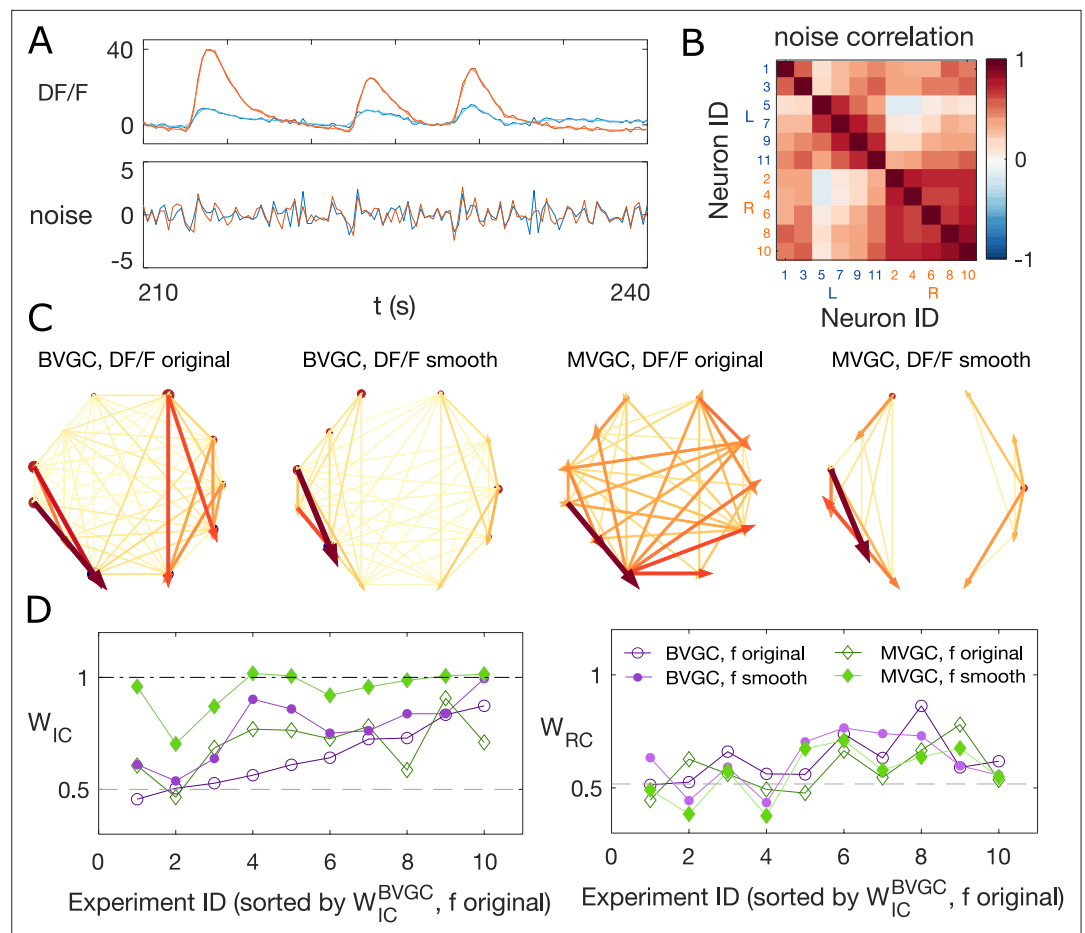 A
40
DF/F
0
5
noise
0
-5
210
240
t (s)
B
noise correlation
1
3
5
L
7
9
11
2
4
R
6
8
10
Neuron ID
1 3 5 7 9 11 2 4 6 8 10
L R
Neuron ID
1
0
-1
C
BVGC, DF/F original
BVGC, DF/F smooth
MVGC, DF/F original
MVGC, DF/F smooth
D
1
W_IC
0.5
0 2 4 6 8 10
Experiment ID (sorted by W_IC^BVGC, f original)
BVGC, f original
BVGC, f smooth
MVGC, f original
MVGC, f smooth
1
W_RC
0.5
0 2 4 6 8 10
Experiment ID (sorted by W_IC^BVGC, f original)